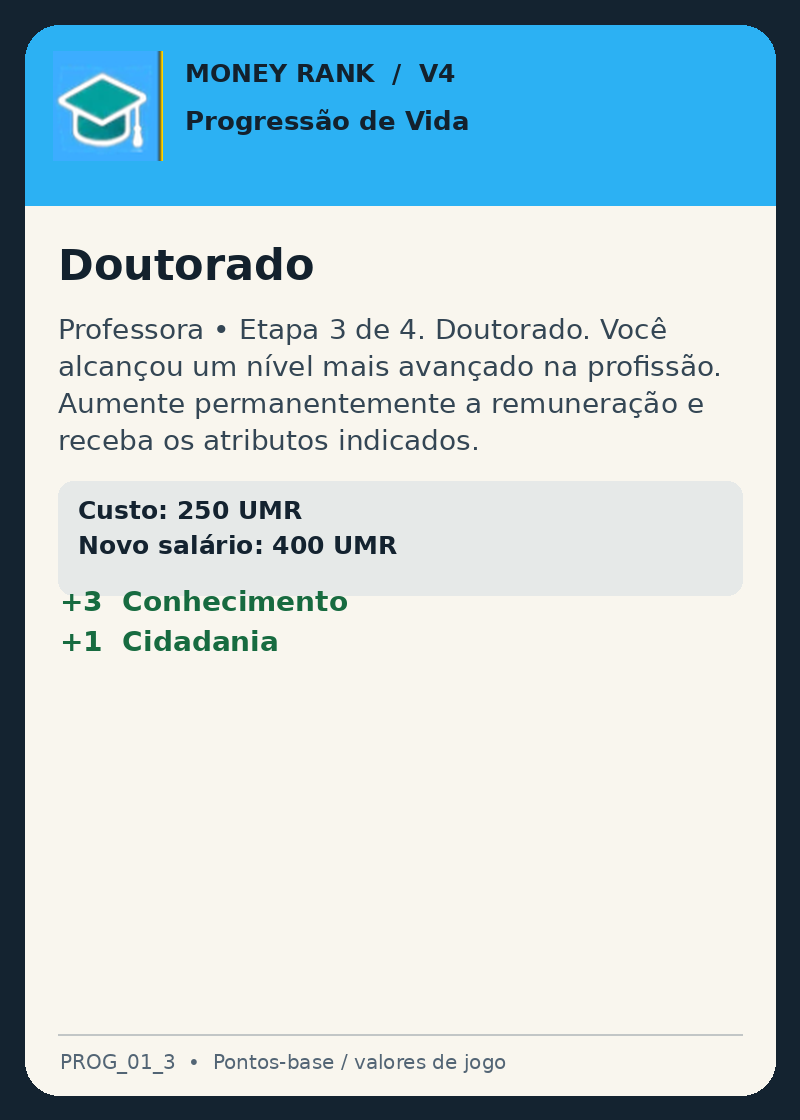 MONEY RANK / V4
Progressão de Vida
Doutorado
Professora • Etapa 3 de 4. Doutorado. Você
alcançou um nível mais avançado na profissão.
Aumente permanentemente a remuneração e
receba os atributos indicados.
Custo: 250 UMR
Novo salário: 400 UMR
+3 Conhecimento
+1 Cidadania
PROG_01_3 • Pontos-base / valores de jogo